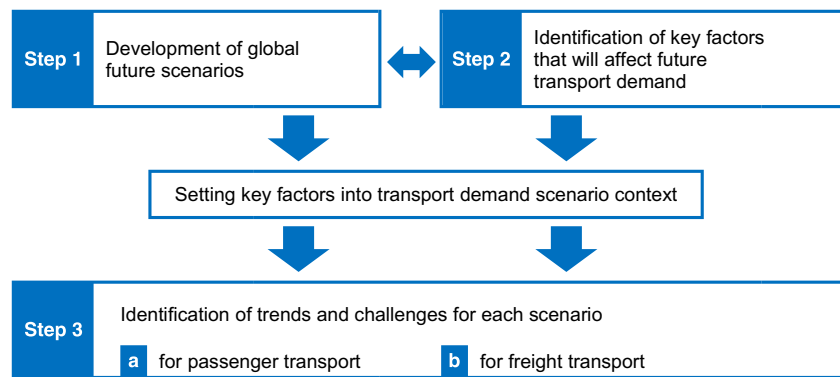 Step 1
Development of global
future scenarios
Step 2
Identification of key factors
that will affect future
transport demand
Setting key factors into transport demand scenario context
Step 3
Identification of trends and challenges for each scenario
a for passenger transport
b for freight transport